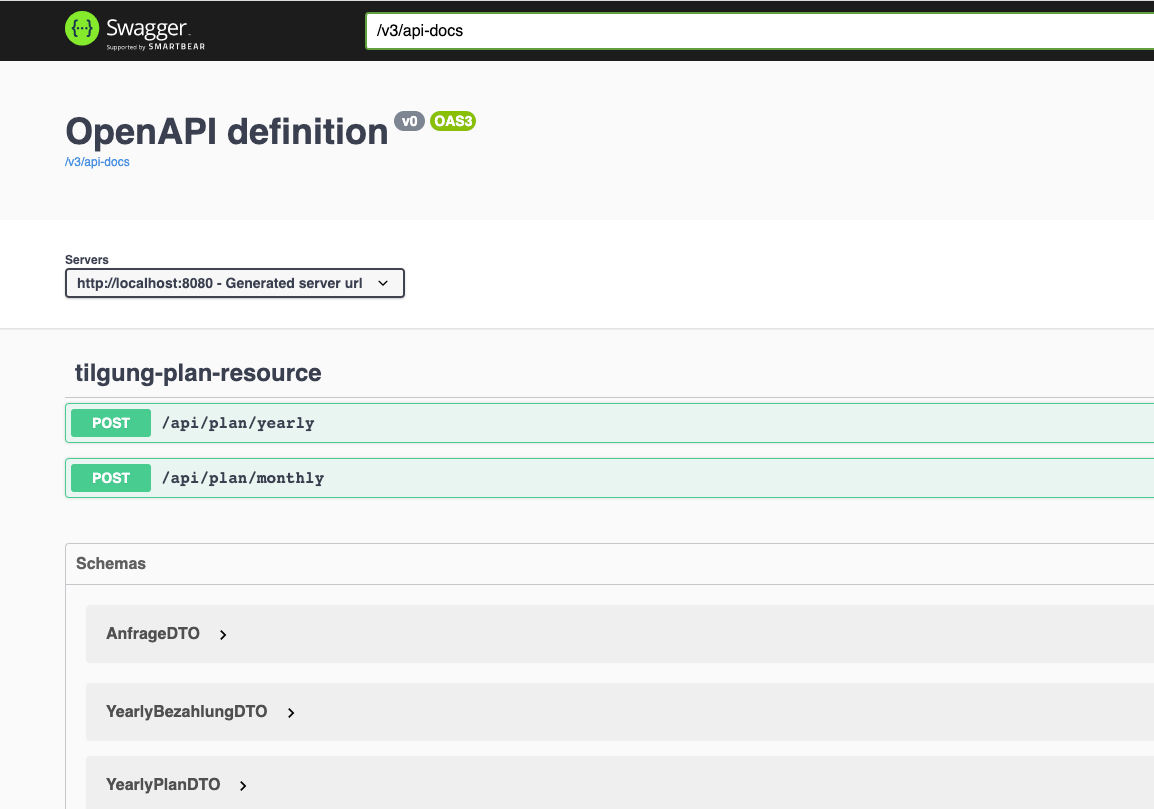 {··} Swagger.
Supported by SMARTBEAR
/v3/api-docs
OpenAPI definition v0 OAS3
/v3/api-docs
Servers
http://localhost:8080 - Generated server url
tilgung-plan-resource
POST /api/plan/yearly
POST /api/plan/monthly
Schemas
AnfrageDTO
YearlyBezahlungDTO
YearlyPlanDTO